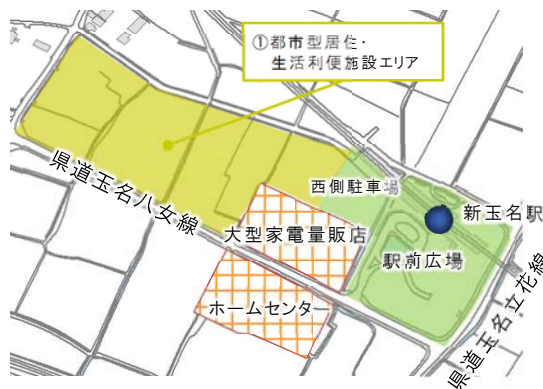 ①都市型居住・
生活利便施設エリア
県道玉名八女線
西側駐車場
新玉名駅
大型家電量販店
駅前広場
ホームセンター
県道玉名立花線